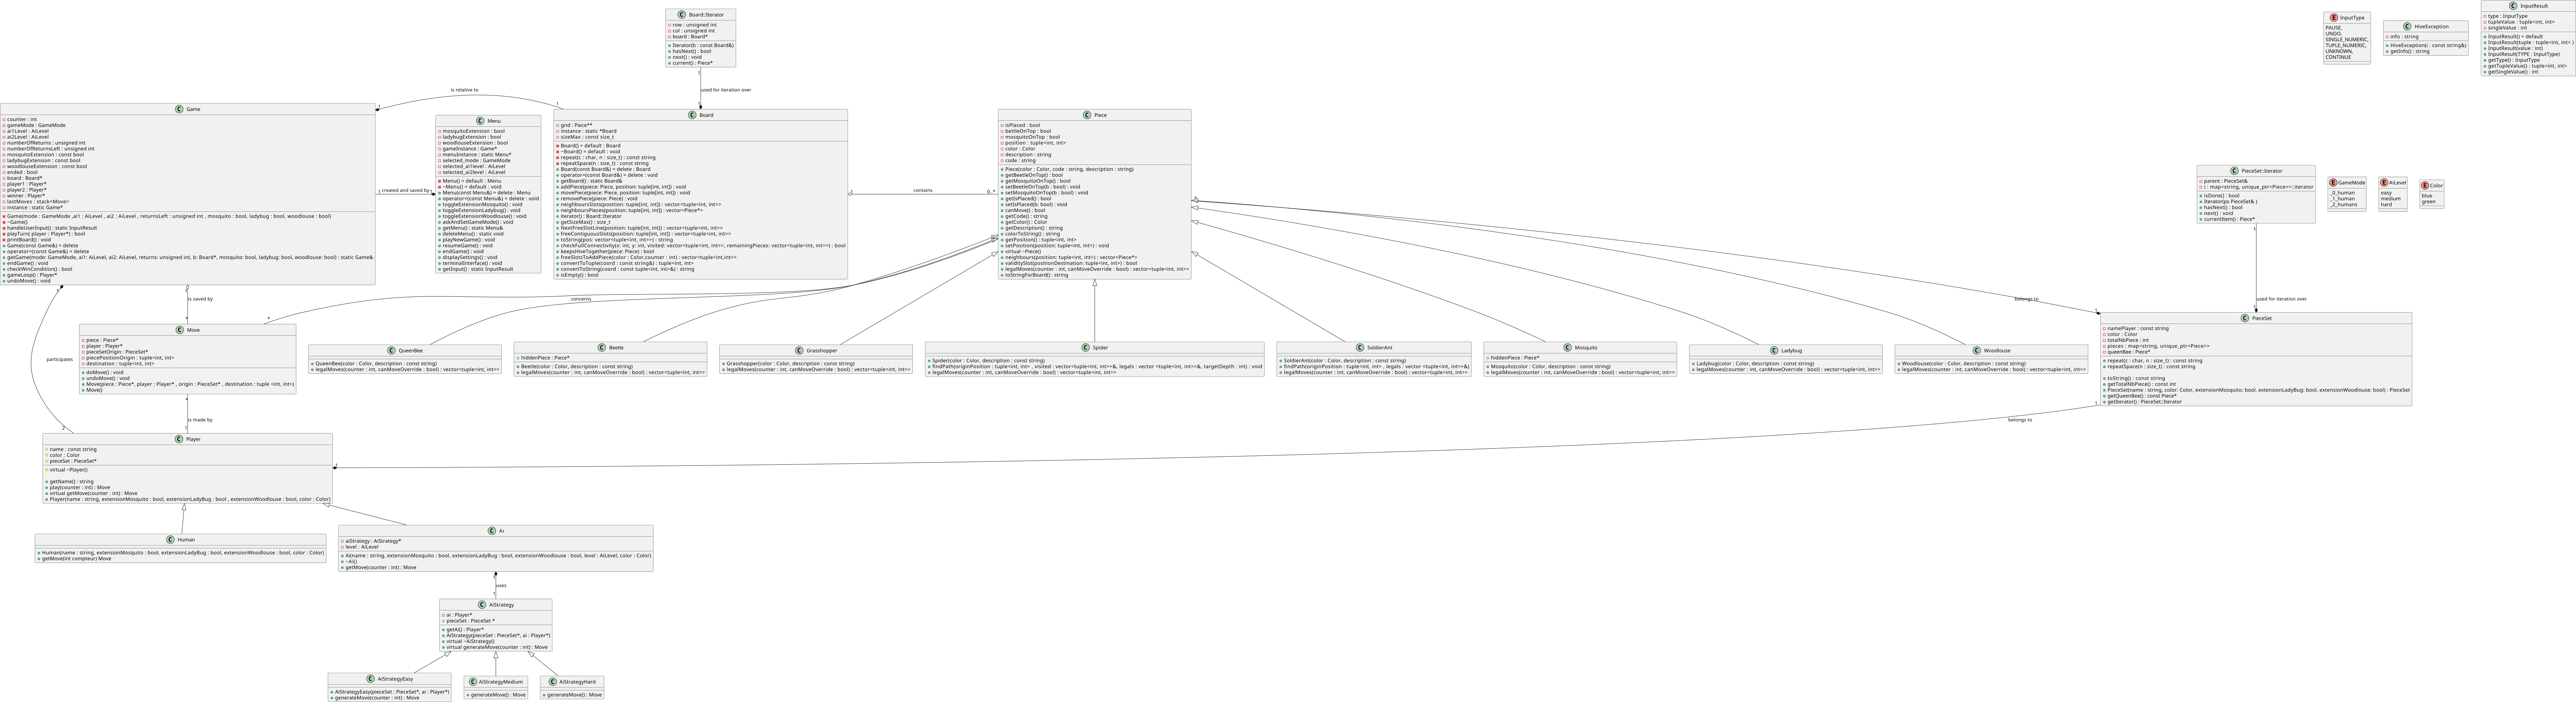 Board::Iterator
row : unsigned int
col : unsigned int
board : Board*
Iterator(b : const Board&)
hasNext() : bool
next() : void
current() : Piece*
InputType
PAUSE,
UNDO,
SINGLE_NUMERIC,
TUPLE_NUMERIC,
UNKNOWN,
CONTINUE
HiveException
info : string
HiveException(i : const string&)
getInfo() : string
InputResult
type : InputType
tupleValue : tuple<int, int>
singleValue : int
InputResult() = default
InputResult(tuple : tuple<int, int> )
InputResult(value : int)
InputResult(TYPE : InputType)
getType() : InputType
getTupleValue() : tuple<int, int>
getSingleValue() : int
is relative to
1
1
used for iteration over
1
1
Game
counter : int
gameMode : GameMode
ai1Level : AiLevel
ai2Level : AiLevel
numberOfReturns : unsigned int
numberOfReturnsLeft : unsigned int
mosquitoExtension : const bool
ladybugExtension : const bool
woodlouseExtension : const bool
ended : bool
board : Board*
player1 : Player*
player2 : Player*
winner : Player*
lastMoves : stack<Move>
instance : static Game*
Game(mode : GameMode ,ai1 : AiLevel , ai2 : AiLevel , returnsLeft : unsigned int , mosquito : bool, ladybug : bool, woodlouse : bool)
~Game()
handleUserInput() : static InputResult
playTurn( player : Player*) : bool
printBoard() : void
Game(const Game&) = delete
operator=(const Game&) = delete
getGame(mode: GameMode, ai1: AiLevel, ai2: AiLevel, returns: unsigned int, b: Board*, mosquito: bool, ladybug: bool, woodlouse: bool) : static Game&
endGame() : void
checkWinCondition() : bool
gameLoop() : Player*
undoMove() : void
1 created and saved by 1
Menu
mosquitoExtension : bool
ladybugExtension : bool
woodlouseExtension : bool
gameInstance : Game*
menuInstance : static Menu*
selected_mode : GameMode
selected_ai1level : AiLevel
selected_ai2level : AiLevel
Menu() = default : Menu
~Menu() = default : void
Menu(const Menu&) = delete : Menu
operator=(const Menu&) = delete : void
toggleExtensionMosquito() : void
toggleExtensionLadybug() : void
toggleExtensionWoodlouse() : void
askAndSetGameMode() : void
getMenu() : static Menu&
deleteMenu() : static void
playNewGame() : void
resumeGame() : void
endGame() : void
displaySettings() : void
terminalInterface() : void
getInput() : static InputResult
Board
grid : Piece**
instance : static *Board
sizeMax : const size_t
Board() = default : Board
~Board() = default : void
repeat(c : char, n : size_t) : const string
repeatSpace(n : size_t) : const string
Board(const Board&) = delete : Board
operator=(const Board&) = delete : void
getBoard() : static Board&
addPiece(piece: Piece, position: tuple[int, int]) : void
movePiece(piece: Piece, position: tuple[int, int]) : void
removePiece(piece: Piece) : void
neighboursSlots(position: tuple[int, int]) : vector<tuple<int, int>>
neighboursPieces(position: tuple[int, int]) : vector<Piece*>
iterator() : Board::Iterator
getSizeMax() : size_t
NextFreeSlotLine(position: tuple[int, int]) : vector<tuple<int, int>>
freeContiguousSlots(position: tuple[int, int]) : vector<tuple<int, int>>
toString(pos: vector<tuple<int, int>>) : string
checkFullConnectivity(x: int, y: int, visited: vector<tuple<int, int>>, remainingPieces: vector<tuple<int, int>>) : bool
keepsHiveTogether(piece: Piece) : bool
freeSlotsToAddPiece(color : Color,counter : int) : vector<tuple<int,int>>
convertToTuple(coord : const string&) : tuple<int, int>
convertToString(coord : const tuple<int, int>&) : string
isEmpty() : bool
1 contains 0..*
Piece
isPlaced : bool
bettleOnTop : bool
mosquitoOnTop : bool
position : tuple<int, int>
color : Color
description : string
code : string
Piece(color : Color, code : string, description : string)
getBeetleOnTop() : bool
getMosquitoOnTop() : bool
setBeetleOnTop(b : bool) : void
setMosquitoOnTop(b : bool) : void
getIsPlaced() : bool
setIsPlaced(b: bool) : void
canMove() : bool
getCode() : string
getColor() : Color
getDescription() : string
colorToString() : string
getPosition() : tuple<int, int>
setPosition(position: tuple<int, int>) : void
virtual ~Piece()
neighbours(position: tuple<int, int>) : vector<Piece*>
validitySlot(positionDestination: tuple<int, int>) : bool
legalMoves(counter : int, canMoveOverride : bool) : vector<tuple<int, int>>
toStringForBoard() : string
PieceSet::Iterator
parent : PieceSet&
i : map<string, unique_ptr<Piece>>::iterator
isDone() : bool
Iterator(ps PieceSet& )
hasNext() : bool
next() : void
currentItem() : Piece*
GameMode
_0_human
_1_human
_2_humans
AiLevel
easy
medium
hard
Color
blue
green
is saved by
1
*
concerns
*
belongs to
1
used for iteration over
1
1
Move
piece : Piece*
player : Player*
pieceSetOrigin : PieceSet*
piecePositionOrigin : tuple<int, int>
destination : tuple<int, int>
doMove() : void
undoMove() : void
Move(piece : Piece*, player : Player* , origin : PieceSet* , destination : tuple <int, int>)
Move()
QueenBee
QueenBee(color : Color, description : const string)
legalMoves(counter : int, canMoveOverride : bool) : vector<tuple<int, int>>
Beetle
hiddenPiece : Piece*
Beetle(color : Color, description : const string)
legalMoves(counter : int, canMoveOverride : bool) : vector<tuple<int, int>>
Grasshopper
Grasshopper(color : Color, description : const string)
legalMoves(counter : int, canMoveOverride : bool) : vector<tuple<int, int>>
Spider
Spider(color : Color, description : const string)
findPath(originPosition : tuple<int, int> , visited : vector<tuple<int, int>>&, legals : vector <tuple<int, int>>&, targetDepth : int) : void
legalMoves(counter : int, canMoveOverride : bool) : vector<tuple<int, int>>
SoldierAnt
SoldierAnt(color : Color, description : const string)
findPath(originPosition : tuple<int, int> , legals : vector <tuple<int, int>>&)
legalMoves(counter : int, canMoveOverride : bool) : vector<tuple<int, int>>
Mosquito
hiddenPiece : Piece*
Mosquito(color : Color, description : const string)
legalMoves(counter : int, canMoveOverride : bool) : vector<tuple<int, int>>
Ladybug
Ladybug(color : Color, description : const string)
legalMoves(counter : int, canMoveOverride : bool) : vector<tuple<int, int>>
Woodlouse
Woodlouse(color : Color, description : const string)
legalMoves(counter : int, canMoveOverride : bool) : vector<tuple<int, int>>
PieceSet
namePlayer : const string
color : Color
totalNbPiece : int
pieces : map<string, unique_ptr<Piece>>
queenBee : Piece*
repeat(c : char, n : size_t) : const string
repeatSpace(n : size_t) : const string
toString() : const string
getTotalNbPiece() : const int
PieceSet(name : string, color: Color, extensionMosquito: bool, extensionLadyBug: bool, extensionWoodlouse: bool) : PieceSet
getQueenBee() : const Piece*
getIterator() : PieceSet::Iterator
participates
2
is made by
*
1
belongs to
1
1
Player
name : const string
color : Color
pieceSet : PieceSet*
virtual ~Player()
getName() : string
play(counter : int) : Move
virtual getMove(counter : int) : Move
Player(name : string, extensionMosquito : bool, extensionLadyBug : bool , extensionWoodlouse : bool, color : Color)
Human
Human(name : string, extensionMosquito : bool, extensionLadyBug : bool, extensionWoodlouse : bool, color : Color)
getMove(int compteur) Move
Ai
aiStrategy : AiStrategy*
level : AiLevel
Ai(name : string, extensionMosquito : bool, extensionLadyBug : bool, extensionWoodlouse : bool, level : AiLevel, color : Color)
~Ai()
getMove(counter : int) : Move
1
uses
1
AiStrategy
ai : Player*
pieceSet : PieceSet *
getAi() : Player*
AiStrategy(pieceSet : PieceSet*, ai : Player*)
virtual ~AiStrategy()
virtual generateMove(counter : int) : Move
AiStrategyEasy
AiStrategyEasy(pieceSet : PieceSet*, ai : Player*)
generateMove(counter : int) : Move
AiStrategyMedium
generateMove() : Move
AiStrategyHard
generateMove() : Move